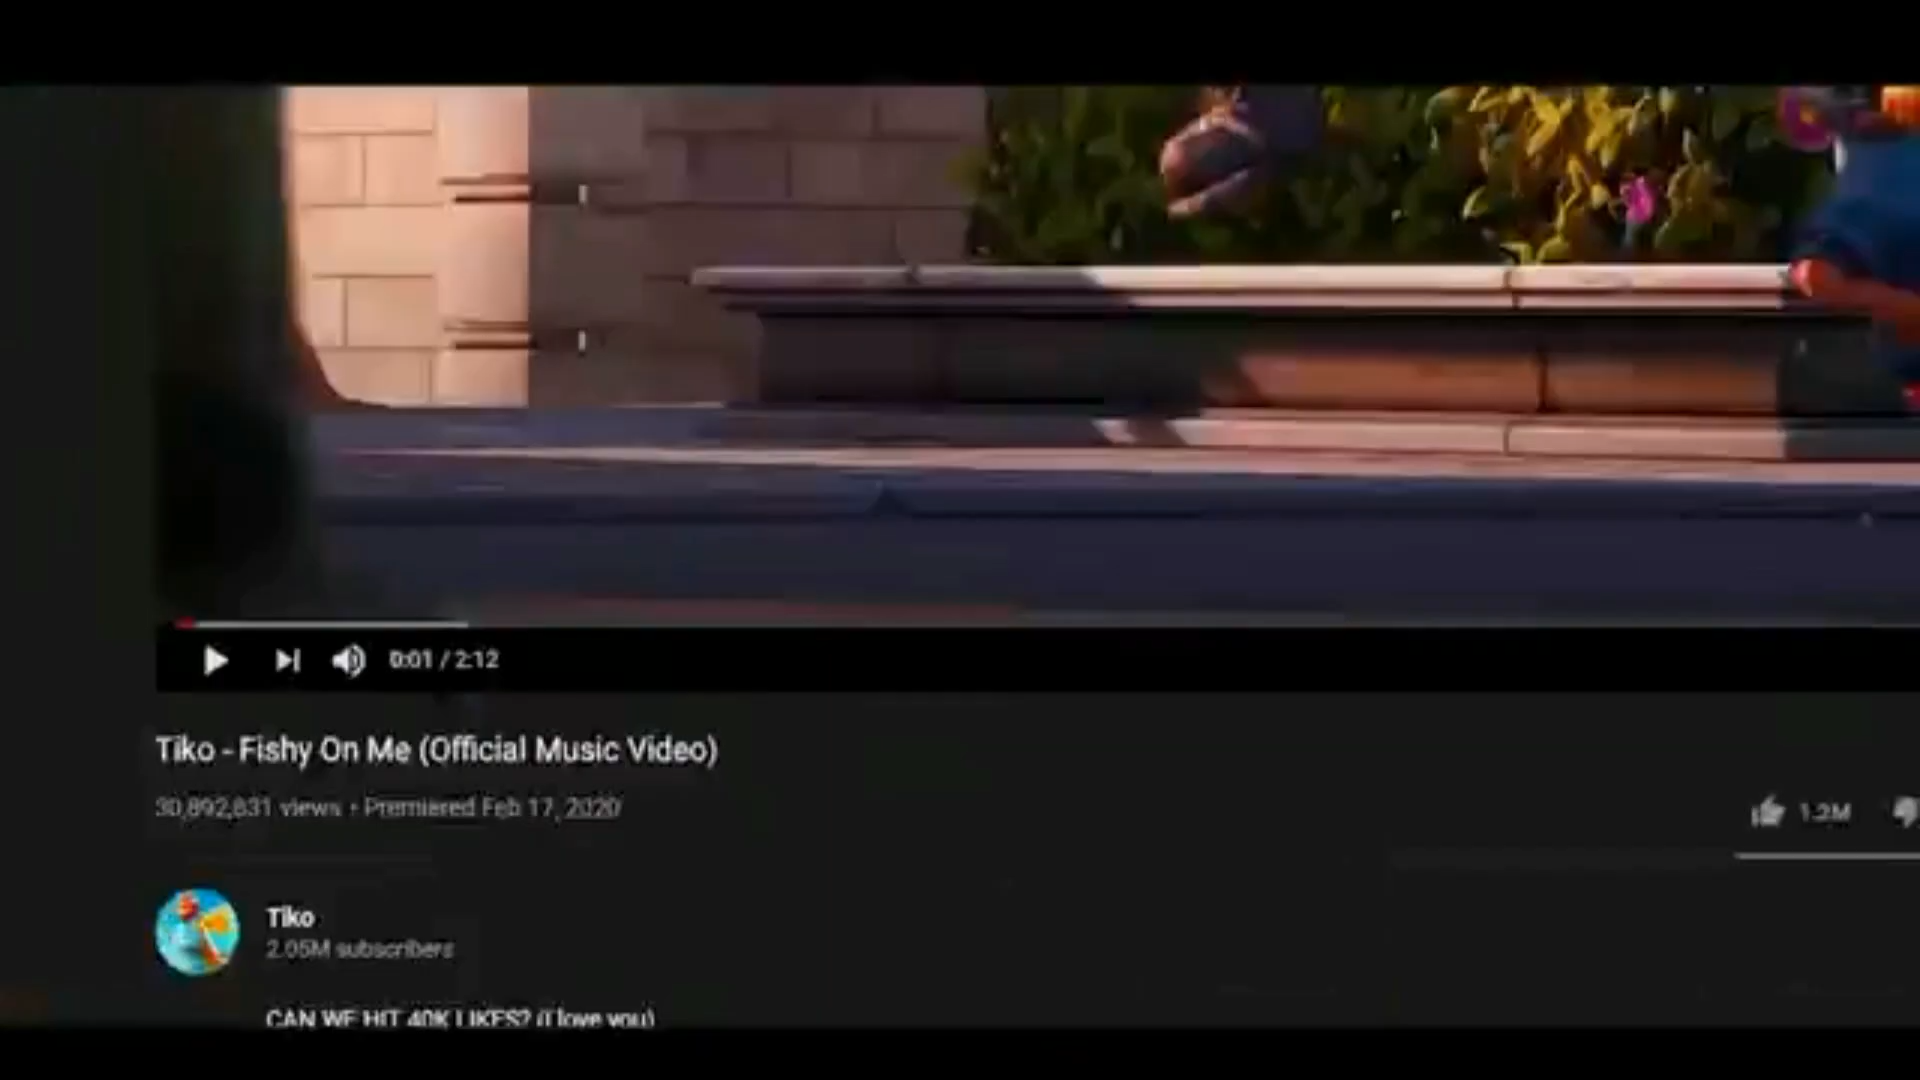 0:01 / 2:12
Tiko - Fishy On Me (Official Music Video)
30,892,631 views • Premiered Feb 17, 2020
1.2M
Tiko
2.05M subscribers
CAN WE HIT 40K LIKES? (I love you)